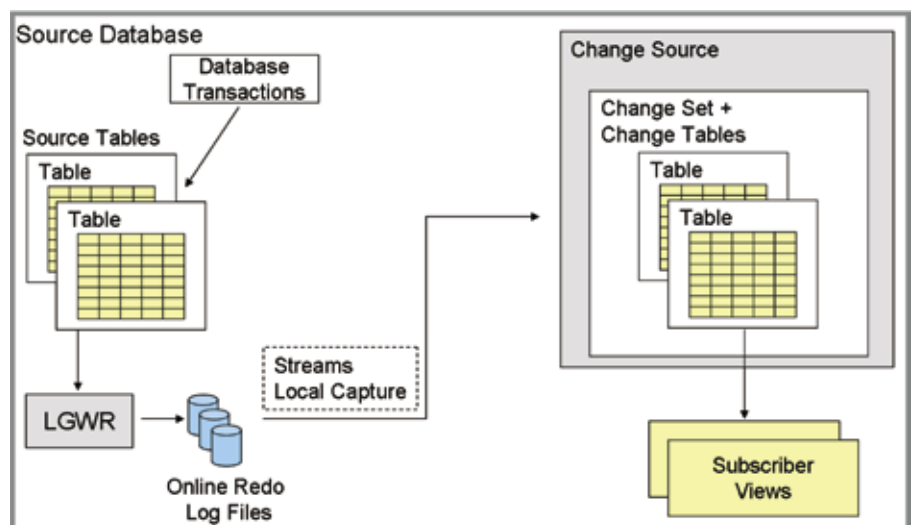 Source Database
Database
Transactions
Source Tables
Table
Table
LGWR
Online Redo
Log Files
Streams
Local Capture
Change Source
Change Set +
Change Tables
Table
Table
Subscriber
Views